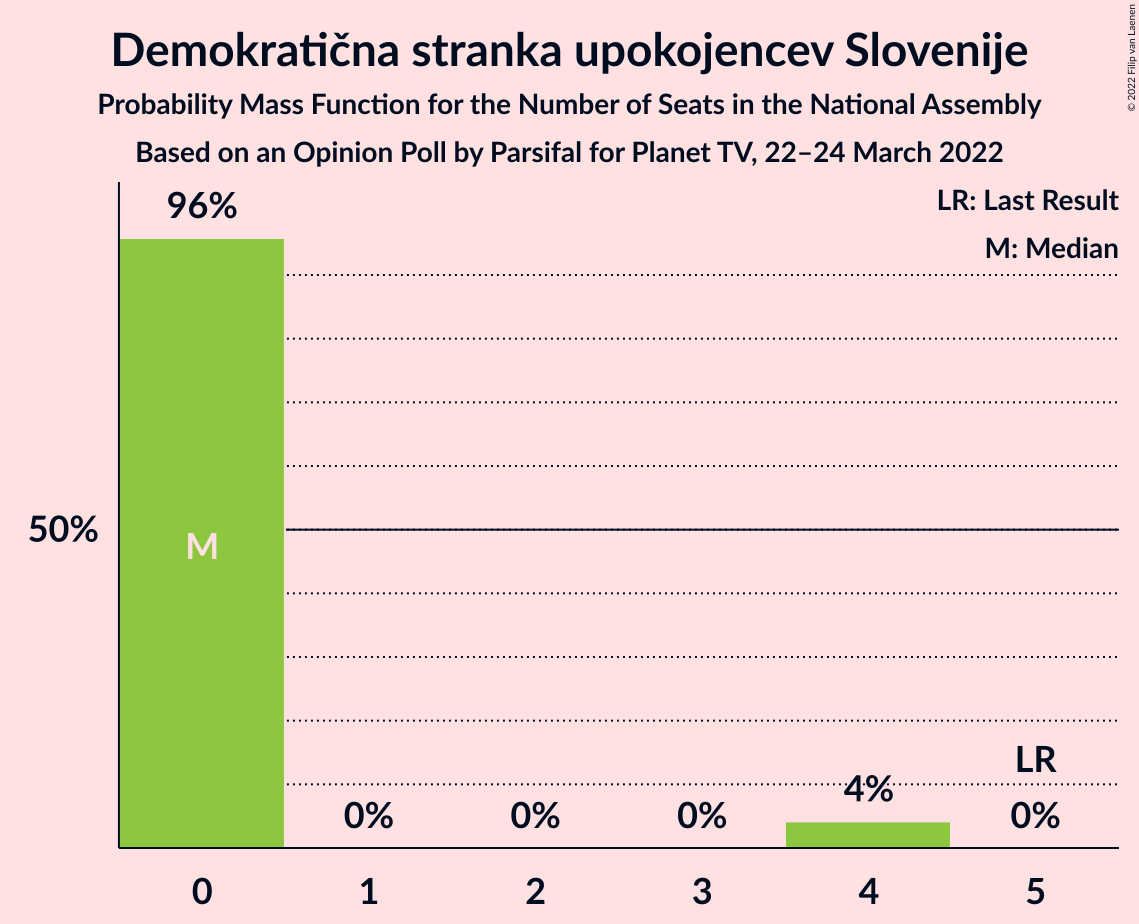 Demokratična stranka upokojencev Slovenije
Probability Mass Function for the Number of Seats in the National Assembly
Based on an Opinion Poll by Parsifal for Planet TV, 22–24 March 2022
© 2022 Filip van Laenen
LR: Last Result
M: Median
96%
50%
M
LR
0%
0%
0%
4%
0%
0
1
2
3
4
5